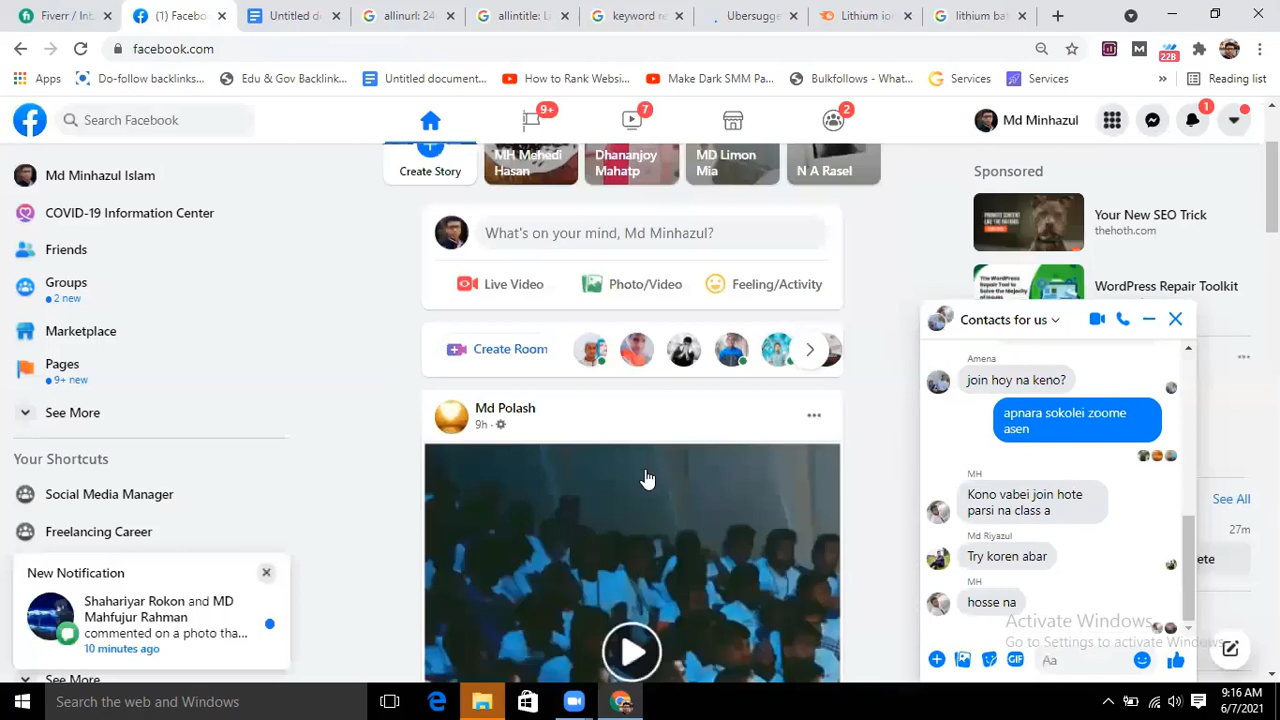 Fiverr / Int
(1) Facebo
Untitled d
allinurl: 24
allintitle: L
keyword re
Ubersugge
Lithium io
lithium bat
facebook.com
22B
Apps
Do-follow backlinks...
Edu & Gov Backlink...
Untitled document...
How to Rank Websi...
Make Dark SMM Pa...
Bulkfollows - What...
Services
Services
»
Reading list
Search Facebook
9+
7
2
Md Minhazul
1
Md Minhazul Islam
COVID-19 Information Center
Friends
Groups
2 new
Marketplace
Pages
9+ new
See More
Your Shortcuts
Social Media Manager
Freelancing Career
New Notification
Shahariyar Rokon and MD
Mahfujur Rahman
commented on a photo tha...
10 minutes ago
See More
Create Story
MH Mehedi
Hasan
Dhananjoy
Mahatp
MD Limon
Mia
N A Rasel
What's on your mind, Md Minhazul?
Live Video
Photo/Video
Feeling/Activity
Create Room
Md Polash
9h
Sponsored
Your New SEO Trick
thehoth.com
WordPress Repair Toolkit
See All
27m
ete
Contacts for us
Amena
join hoy na keno?
apnara sokolei zoome
asen
MH
Kono vabei join hote
parsi na class a
Md Riyazul
Try koren abar
MH
hosse na
GIF
Aa
Activate Windows
Go to Settings to activate Windows.
Search the web and Windows
9:16 AM
6/7/2021